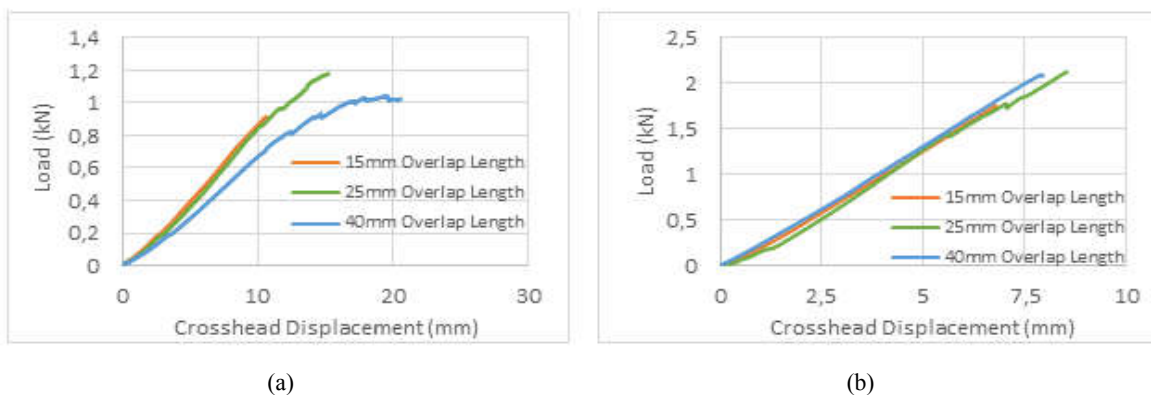 1,4
1,2
1
0,8
0,6
0,4
0,2
0
Load (kN)
15mm Overlap Length
25mm Overlap Length
40mm Overlap Length
0 10 20 30
Crosshead Displacement (mm)
(a)
2,5
2
1,5
1
0,5
0
Load (kN)
15mm Overlap Length
25mm Overlap Length
40mm Overlap Length
0 2,5 5 7,5 10
Crosshead Displacement (mm)
(b)